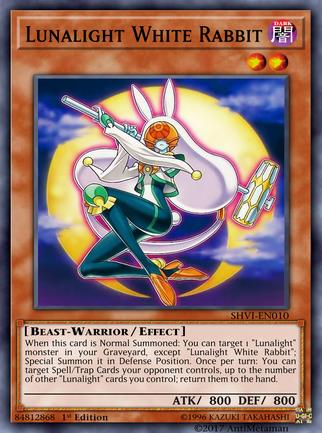 LUNALIGHT WHITE RABBIT
DARK
闇
SHVI-EN010
[BEAST-WARRIOR / EFFECT]
When this card is Normal Summoned: You can target 1 "Lunalight"
monster in your Graveyard, except "Lunalight White Rabbit";
Special Summon it in Defense Position. Once per turn: You can
target Spell/Trap Cards your opponent controls, up to the number
of other "Lunalight" cards you control; return them to the hand.
ATK/ 800 DEF/ 800
84812868 1st Edition ©1996 KAZUKI TAKAHASHI
©2017 AntiMetaman